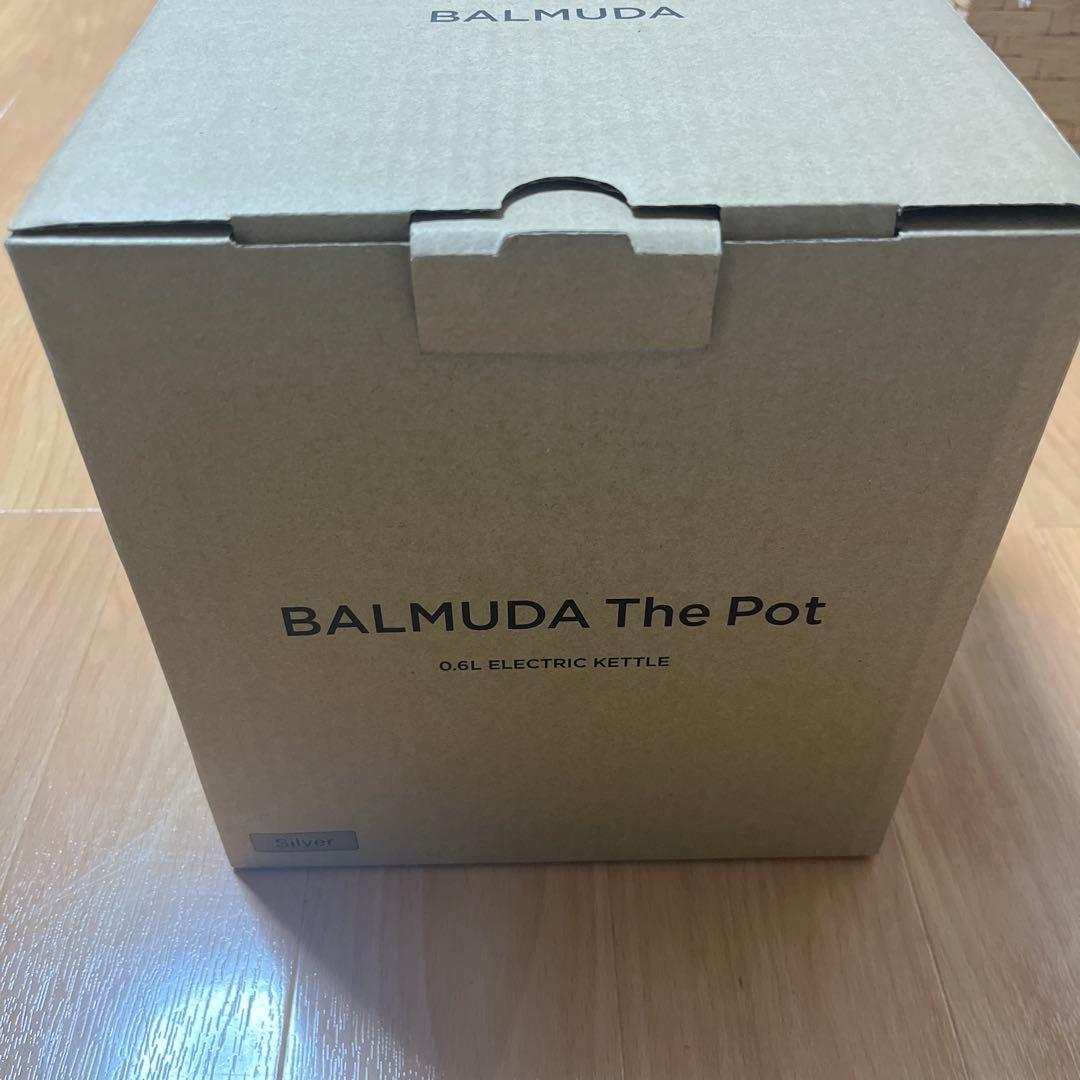 BALMUDA
BALMUDA The Pot
0.6L ELECTRIC KETTLE
Silver